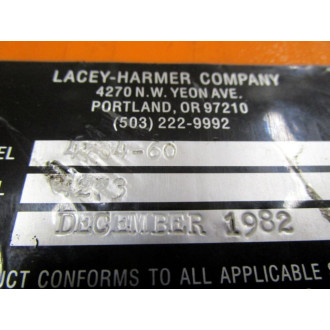 LACEY-HARMER COMPANY
4270 N.W. YEON AVE.
PORTLAND, OR 97210
(503) 222-9992
EL
L
DECEMBER 1982
UCT CONFORMS TO ALL APPLICABLE S